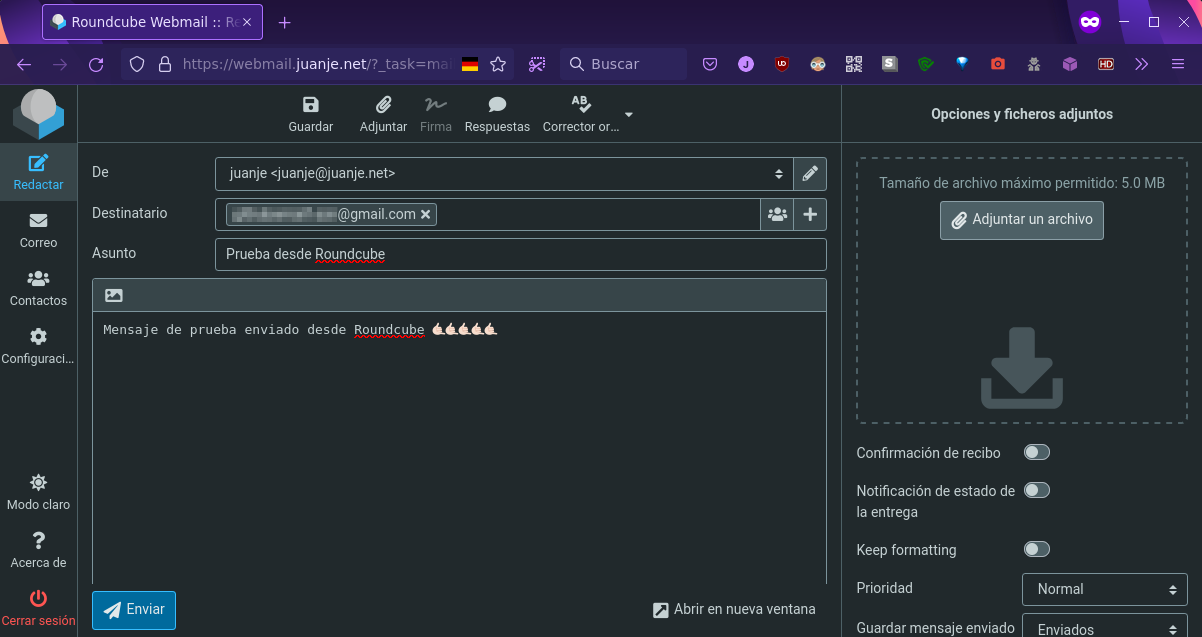 Roundcube Webmail :: Re
https://webmail.juanje.net/?_task=mai
Buscar
J
UD
S
HD
Guardar
Adjuntar
Firma
Respuestas
AB
Corrector or...
Opciones y ficheros adjuntos
Redactar
Correo
Contactos
Configuraci...
Modo claro
?
Acerca de
Cerrar sesión
De
juanje <juanje@juanje.net>
Destinatario
@gmail.com
Asunto
Prueba desde Roundcube
Mensaje de prueba enviado desde Roundcube 🤙🏻🤙🏻🤙🏻🤙🏻🤙🏻
Enviar
Abrir en nueva ventana
Tamaño de archivo máximo permitido: 5.0 MB
Adjuntar un archivo
Confirmación de recibo
Notificación de estado de
la entrega
Keep formatting
Prioridad
Normal
Guardar mensaje enviado
Enviados